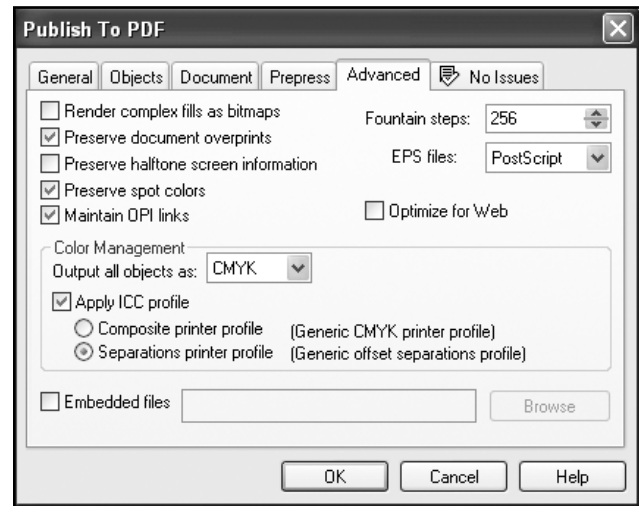 Publish To PDF
General Objects Document Prepress Advanced No Issues
Render complex fills as bitmaps
Preserve document overprints
Preserve halftone screen information
Preserve spot colors
Maintain OPI links
Fountain steps: 256
EPS files: PostScript
Optimize for Web
Color Management
Output all objects as: CMYK
Apply ICC profile
Composite printer profile (Generic CMYK printer profile)
Separations printer profile (Generic offset separations profile)
Embedded files Browse
OK Cancel Help